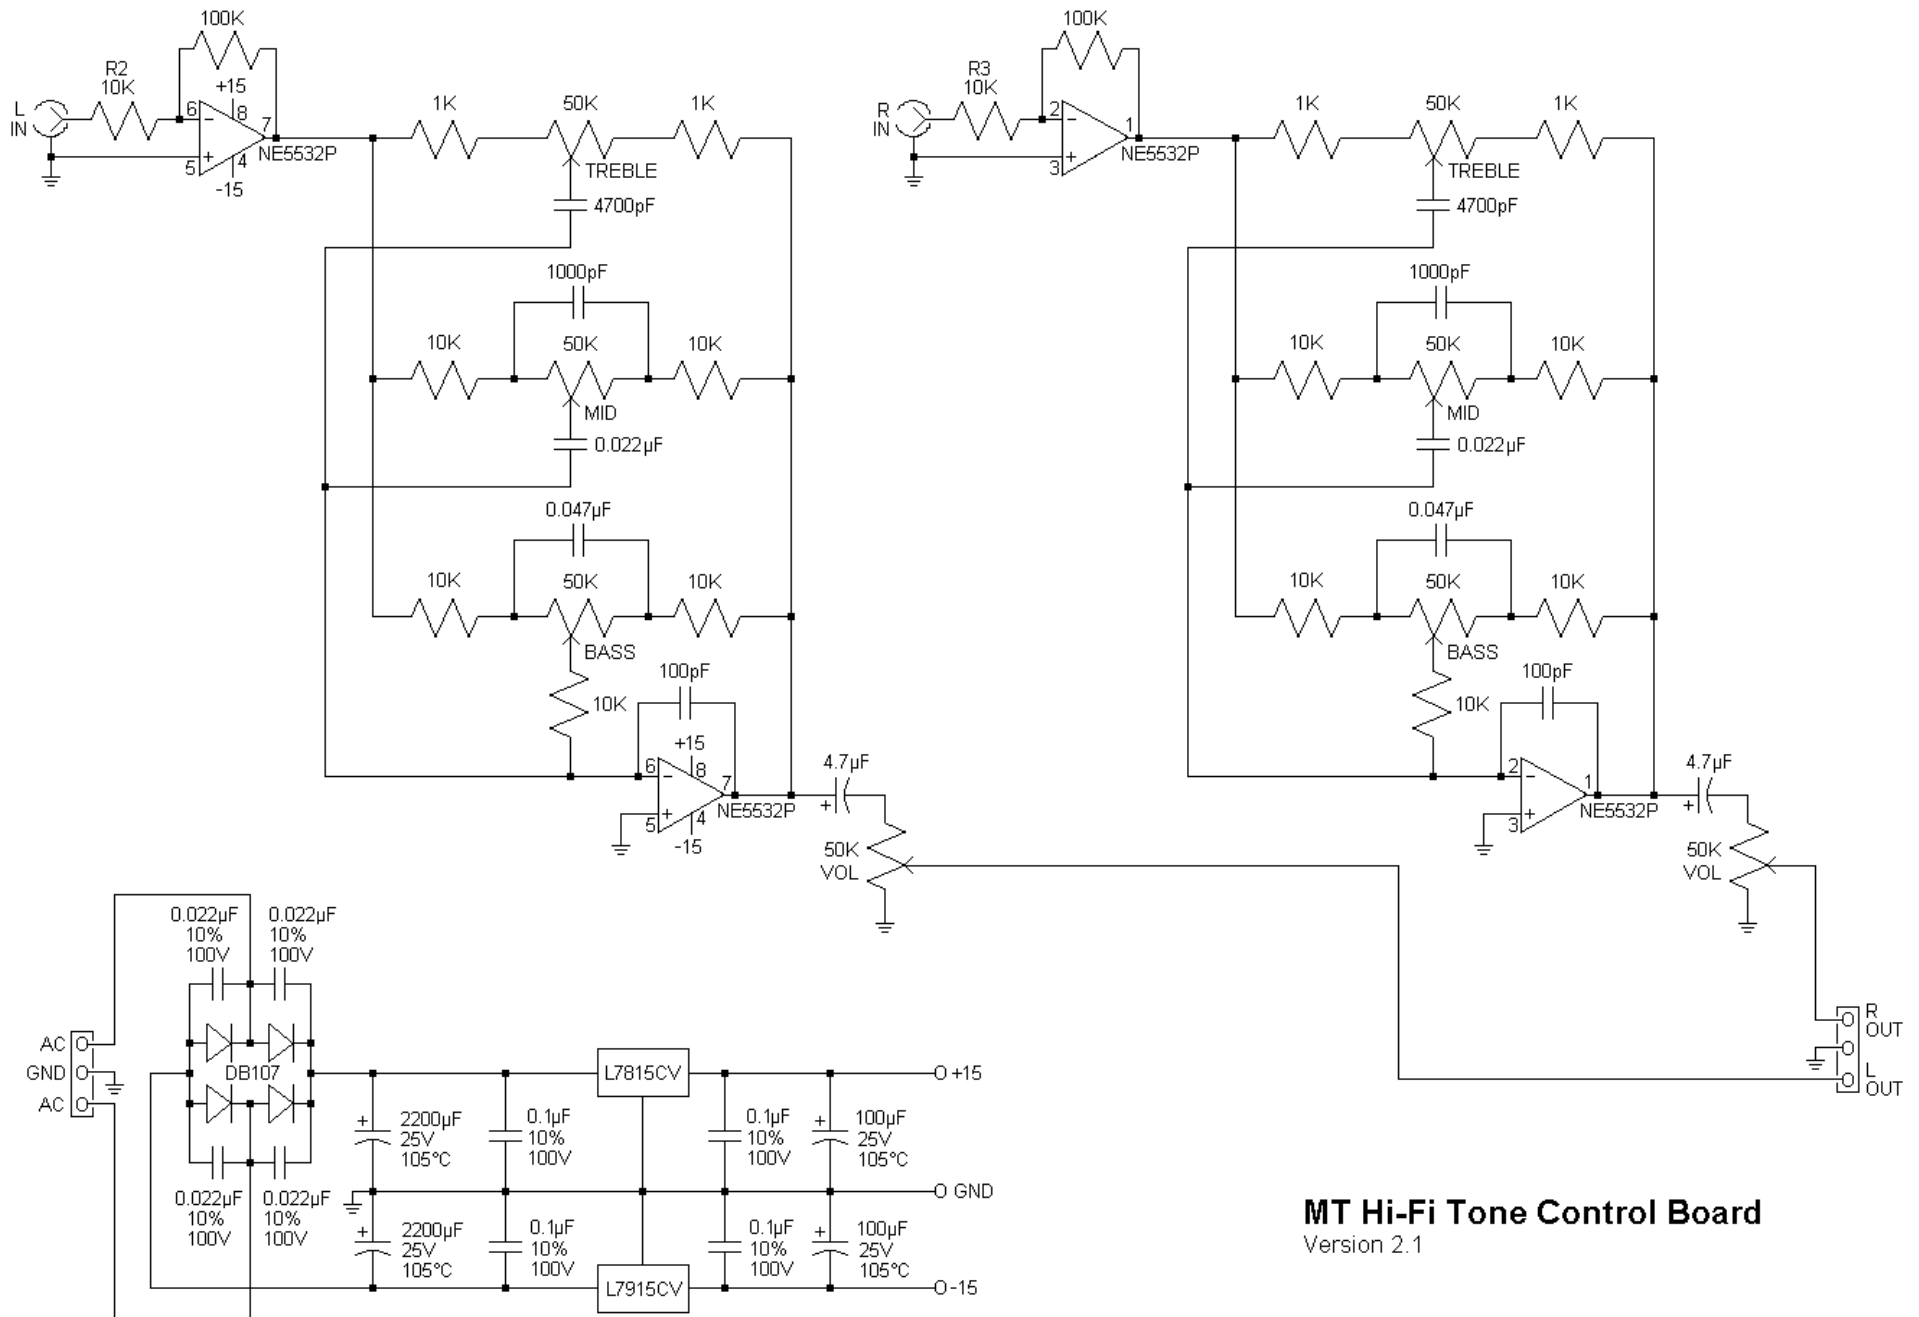 100K
R2
10K
L
IN
6
−
+15
8
7
+
5
4
-15
NE5532P
1K
50K
1K
TREBLE
4700pF
1000pF
10K
50K
10K
MID
0.022µF
0.047µF
10K
50K
10K
BASS
10K
100pF
+15
6
−
8
7
NE5532P
+
5
4
-15
4.7µF
+
50K
VOL
100K
R3
10K
R
IN
2
−
1
+
3
NE5532P
1K
50K
1K
TREBLE
4700pF
1000pF
10K
50K
10K
MID
0.022µF
0.047µF
10K
50K
10K
BASS
10K
100pF
2
−
1
NE5532P
+
3
4.7µF
+
50K
VOL
R
OUT
L
OUT
0.022µF
10%
100V
0.022µF
10%
100V
AC
GND
AC
DB107
0.022µF
10%
100V
0.022µF
10%
100V
+
2200µF
25V
105°C
0.1µF
10%
100V
L7815CV
0.1µF
10%
100V
+
100µF
25V
105°C
+15
GND
+
2200µF
25V
105°C
0.1µF
10%
100V
L7915CV
0.1µF
10%
100V
+
100µF
25V
105°C
-15
MT Hi-Fi Tone Control Board
Version 2.1